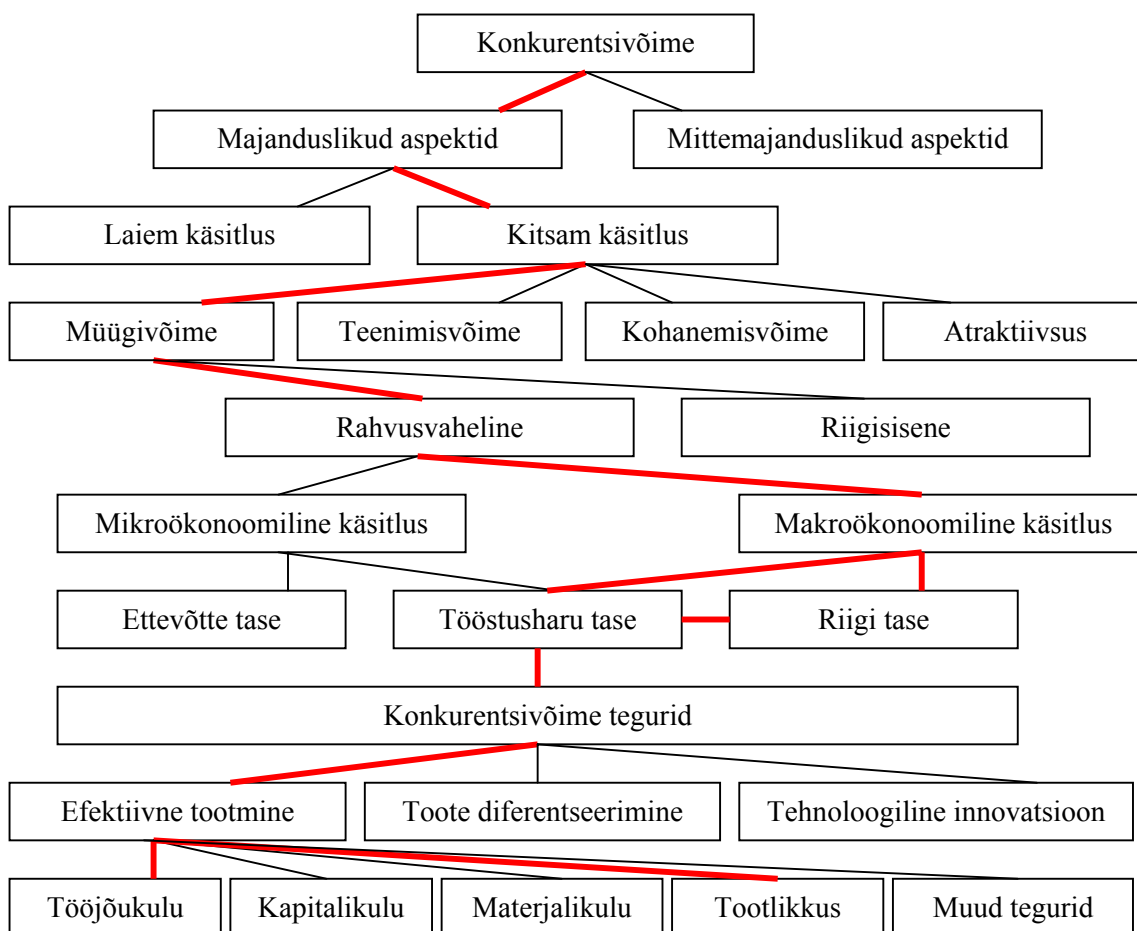 Konkurentsivõime
Majanduslikud aspektid
Mittemajanduslikud aspektid
Laiem käsitlus
Kitsam käsitlus
Müügivõime
Teenimisvõime
Kohanemisvõime
Atraktiivsus
Rahvusvaheline
Riigisisene
Mikroökonoomiline käsitlus
Makroökonoomiline käsitlus
Ettevõtte tase
Tööstusharu tase
Riigi tase
Konkurentsivõime tegurid
Efektiivne tootmine
Toote diferentseerimine
Tehnoloogiline innovatsioon
Tööjõukulu
Kapitalikulu
Materjalikulu
Tootlikkus
Muud tegurid